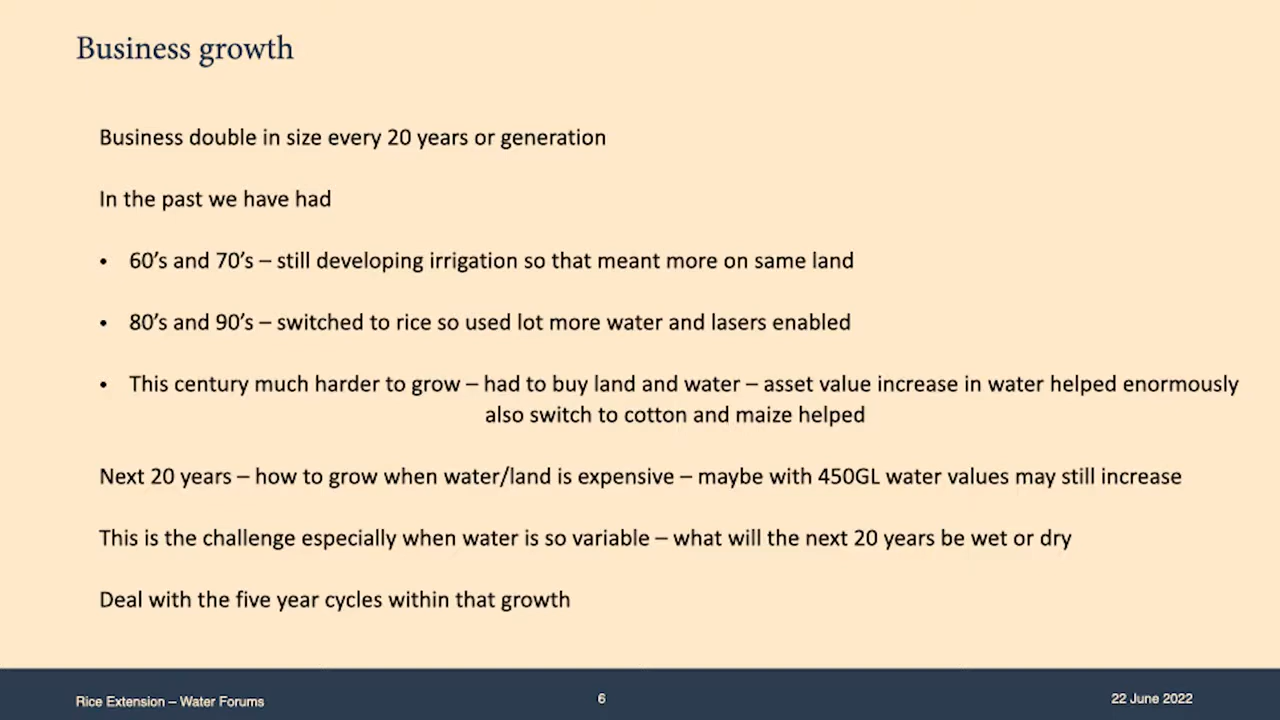 Business growth
Business double in size every 20 years or generation
In the past we have had
• 60’s and 70’s – still developing irrigation so that meant more on same land
• 80’s and 90’s – switched to rice so used lot more water and lasers enabled
• This century much harder to grow – had to buy land and water – asset value increase in water helped enormously
also switch to cotton and maize helped
Next 20 years – how to grow when water/land is expensive – maybe with 450GL water values may still increase
This is the challenge especially when water is so variable – what will the next 20 years be wet or dry
Deal with the five year cycles within that growth
Rice Extension – Water Forums
6
22 June 2022